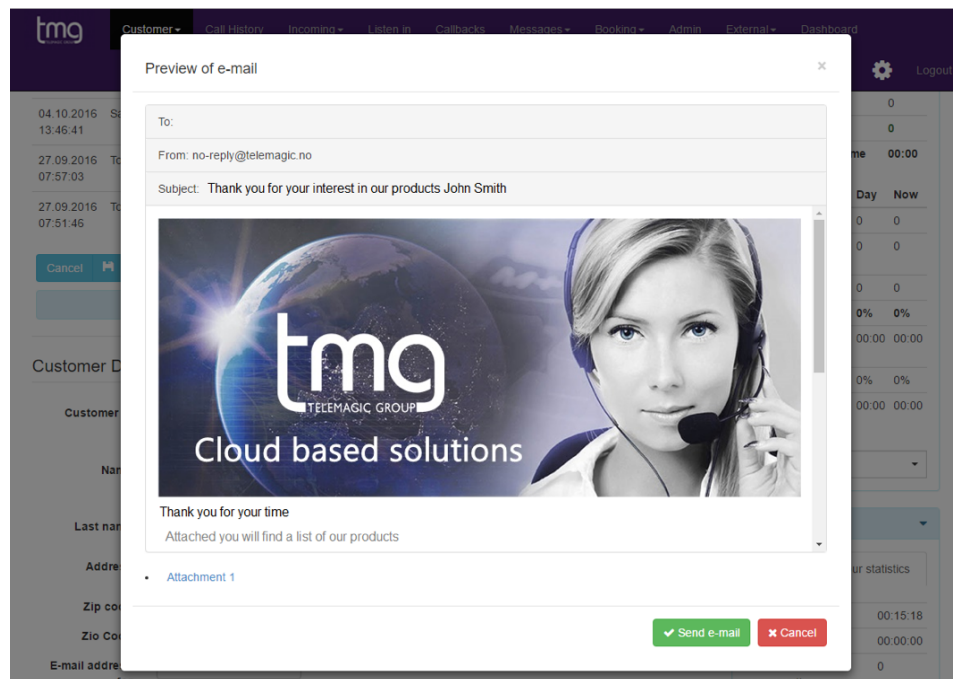 tmg
TELEMAGIC GROUP
Customer Call History Incoming Listen in Callbacks Messages Booking Admin External Dashboard
Logout
Preview of e-mail ×
To:
From: no-reply@telemagic.no
Subject: Thank you for your interest in our products John Smith
tmg
TELEMAGIC GROUP
Cloud based solutions
Thank you for your time
Attached you will find a list of our products
Attachment 1
Send e-mail Cancel
04.10.2016
13:46:41
27.09.2016
07:57:03
27.09.2016
07:51:46
Cancel
Customer D
Customer
Nam
Last nam
Addre
Zip cod
Zio Cod
E-mail addre
0
0
me 00:00
Day Now
0 0
0 0
0 0
0% 0%
00:00 00:00
0% 0%
00:00 00:00
ur statistics
00:15:18
00:00:00
0